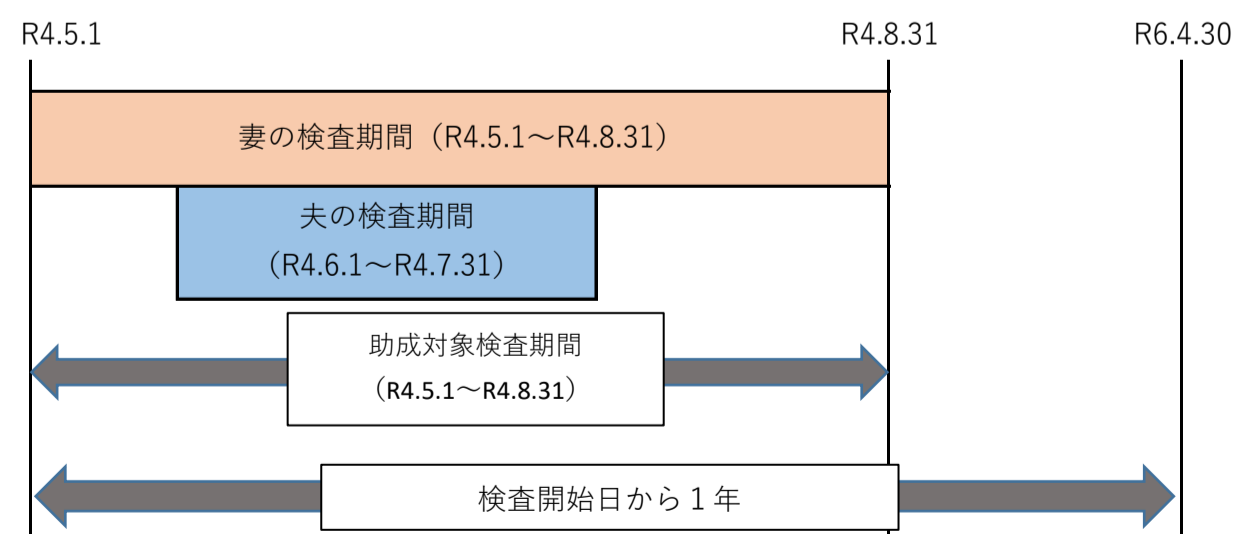 R4.5.1
R4.8.31
R6.4.30
妻の検査期間（R4.5.1～R4.8.31）
夫の検査期間
（R4.6.1～R4.7.31）
助成対象検査期間
（R4.5.1～R4.8.31）
検査開始日から１年